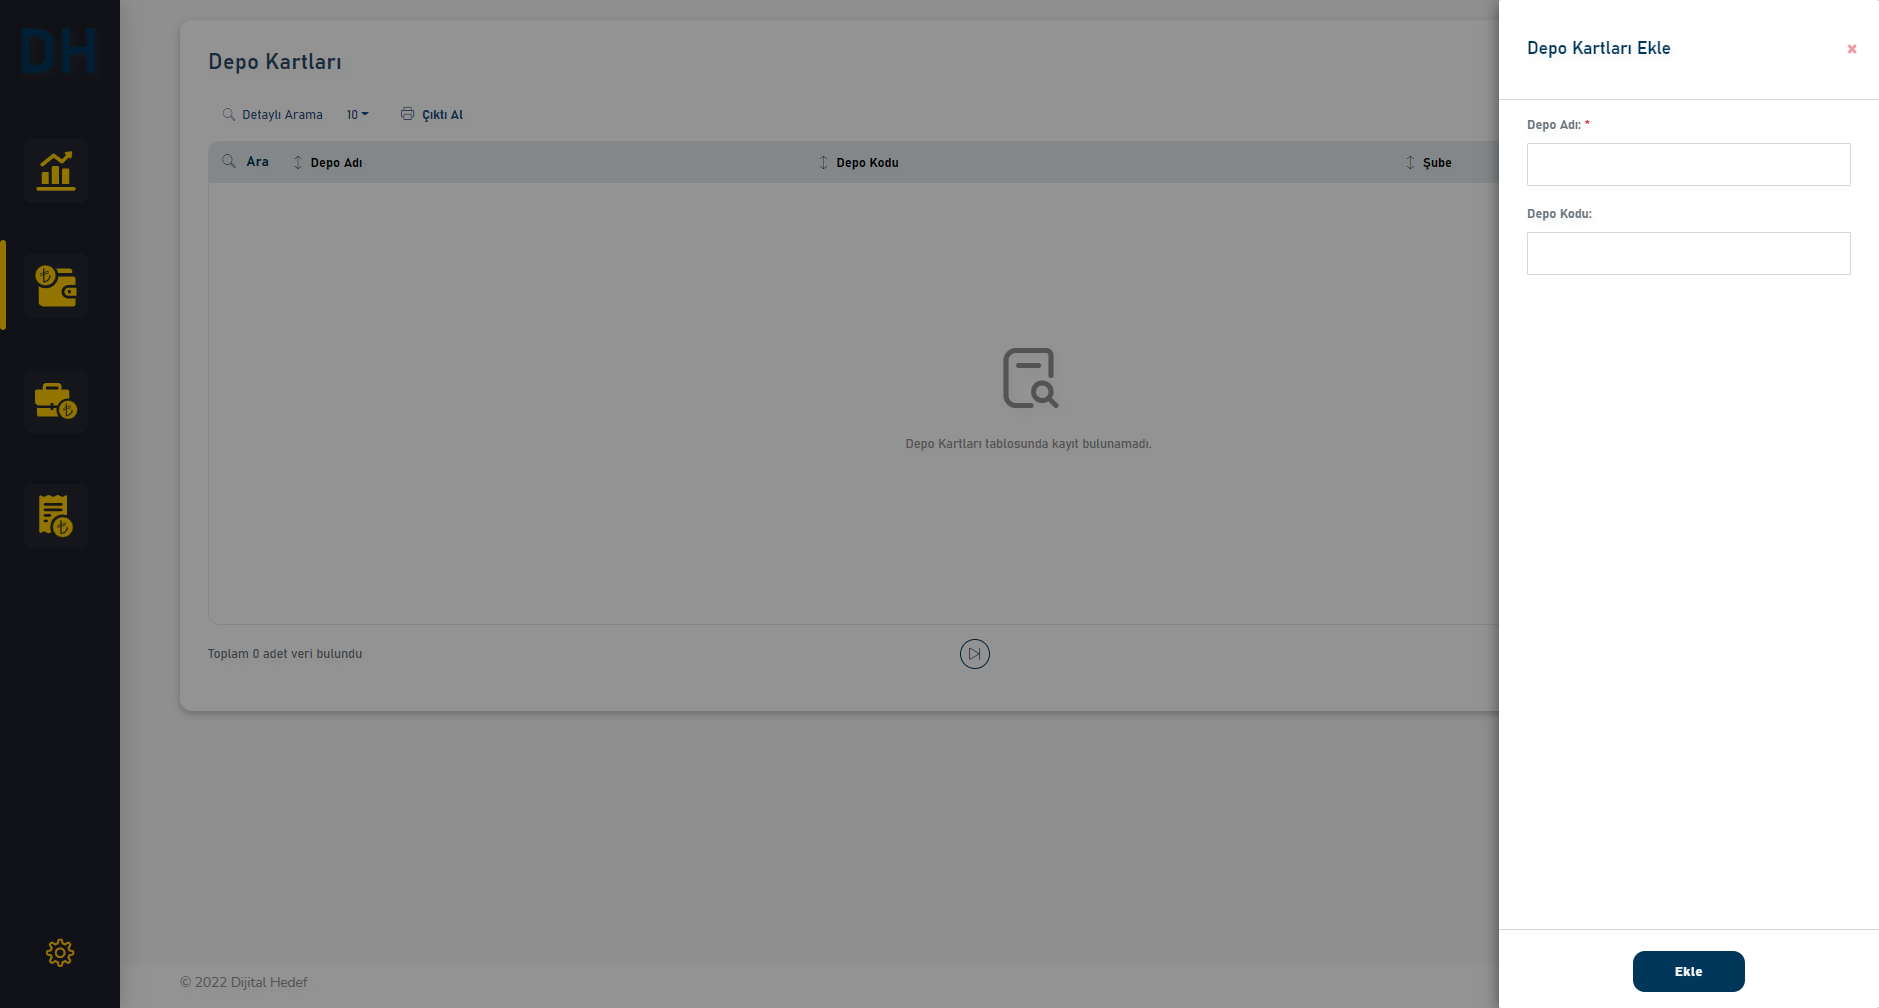 DH
Depo Kartları
Detaylı Arama 10 Çıktı Al
Ara Depo Adı Depo Kodu Şube
Depo Kartları tablosunda kayıt bulunamadı.
Toplam 0 adet veri bulundu
© 2022 Dijital Hedef
Depo Kartları Ekle
Depo Adı: *
Depo Kodu:
Ekle